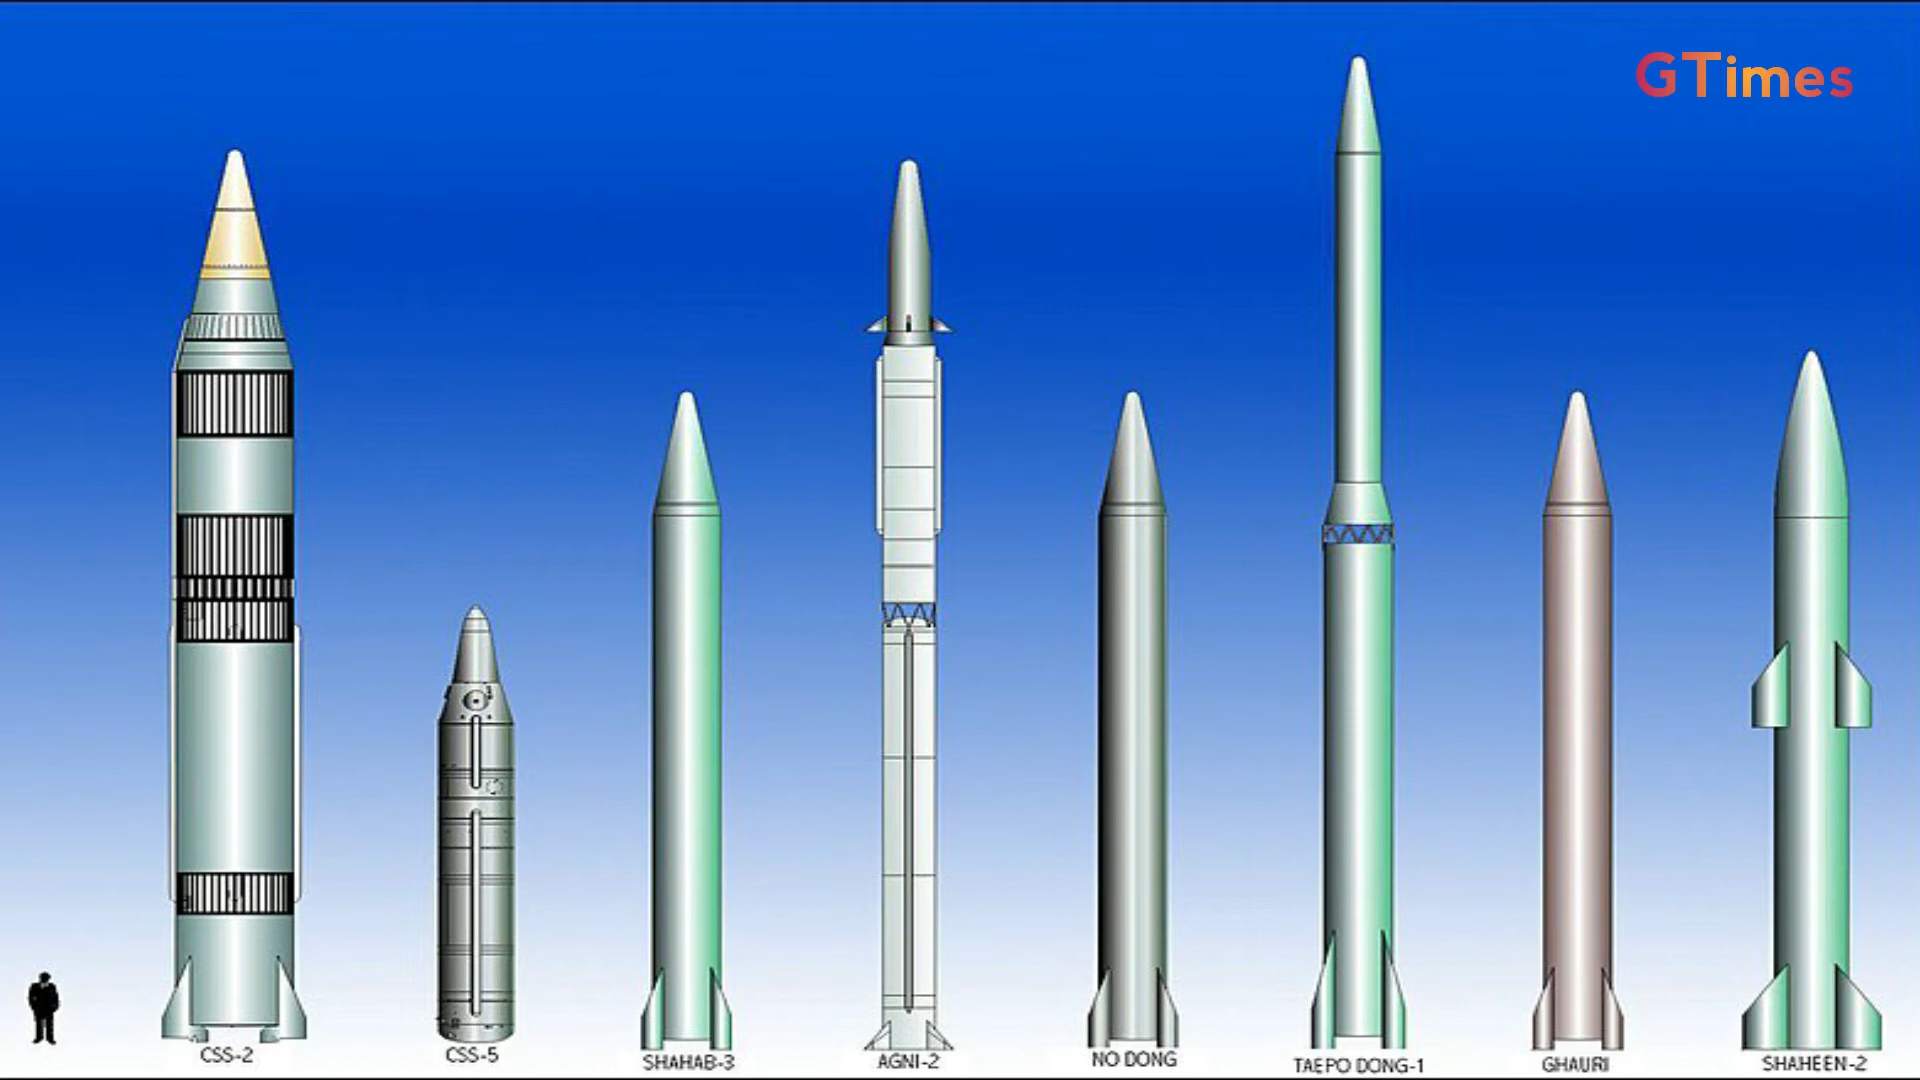 GTimes
CSS-2
CSS-5
SHAHAB-3
AGNI-2
NO DONG
TAEPO DONG-1
GHAURI
SHAHEEN-2